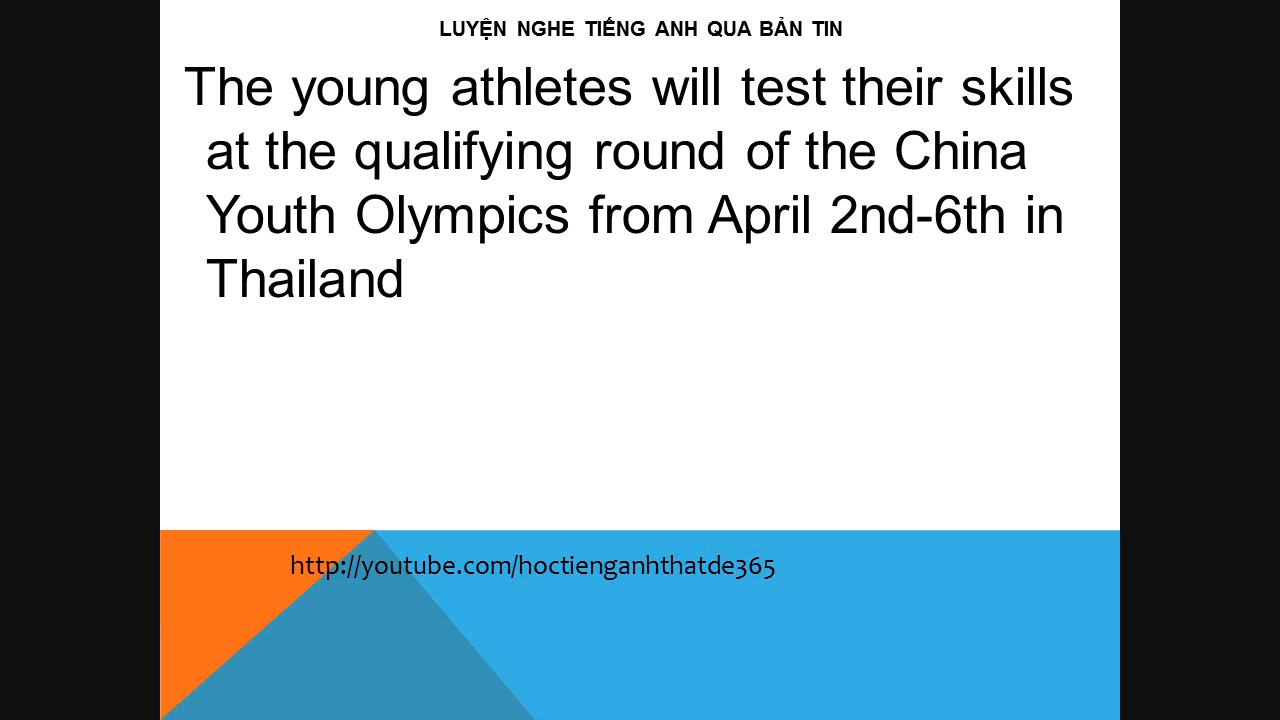 LUYỆN NGHE TIẾNG ANH QUA BẢN TIN
The young athletes will test their skills
at the qualifying round of the China
Youth Olympics from April 2nd-6th in
Thailand
http://youtube.com/hoctienganhthatde365